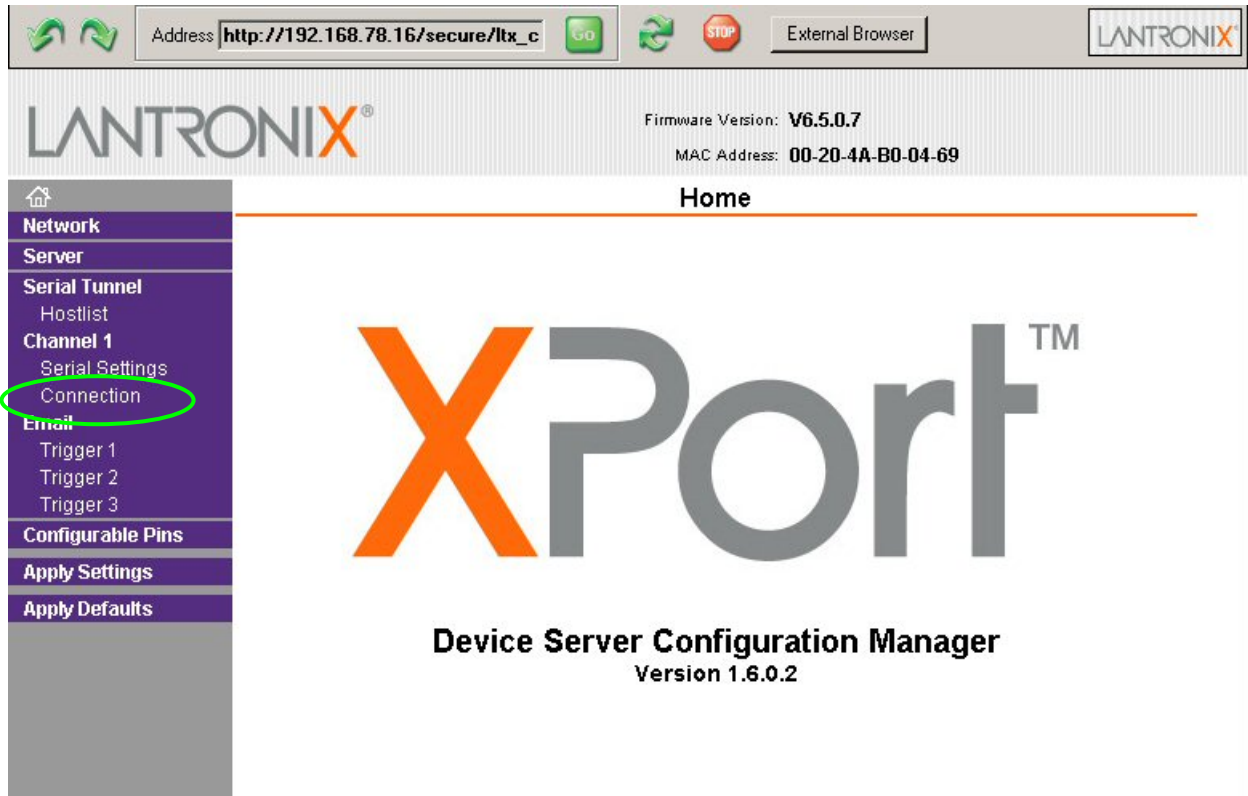 Address http://192.168.78.16/secure/ltx_c Go STOP External Browser LANTRONIX®
LANTRONIX®
Firmware Version: V6.5.0.7
MAC Address: 00-20-4A-B0-04-69
Home
Network
Server
Serial Tunnel
Hostlist
Channel 1
Serial Settings
Connection
Email
Trigger 1
Trigger 2
Trigger 3
Configurable Pins
Apply Settings
Apply Defaults
XPort™
Device Server Configuration Manager
Version 1.6.0.2